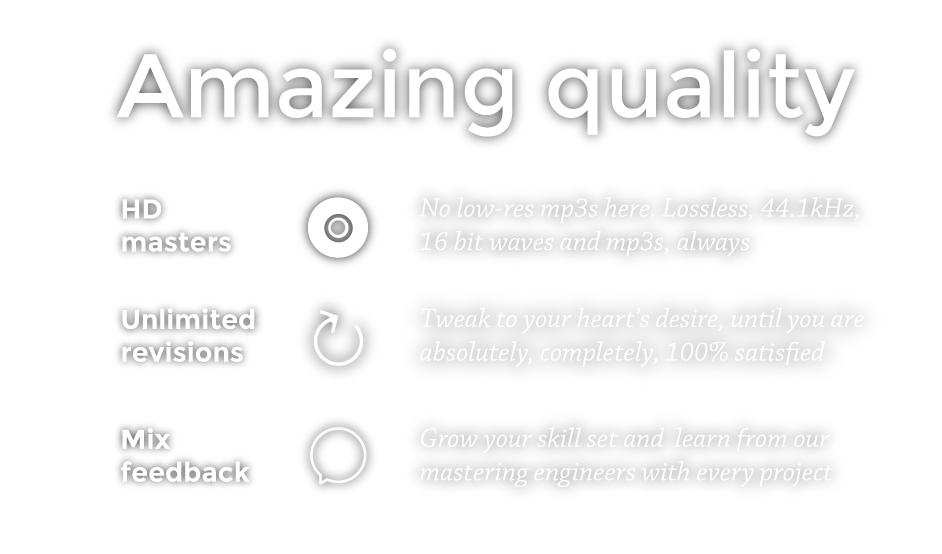 Amazing quality
HD
masters
No low-res mp3s here. Lossless, 44.1kHz,
16 bit waves and mp3s, always
Unlimited
revisions
Tweak to your heart’s desire, until you are
absolutely, completely, 100% satisfied
Mix
feedback
Grow your skill set and  learn from our
mastering engineers with every project